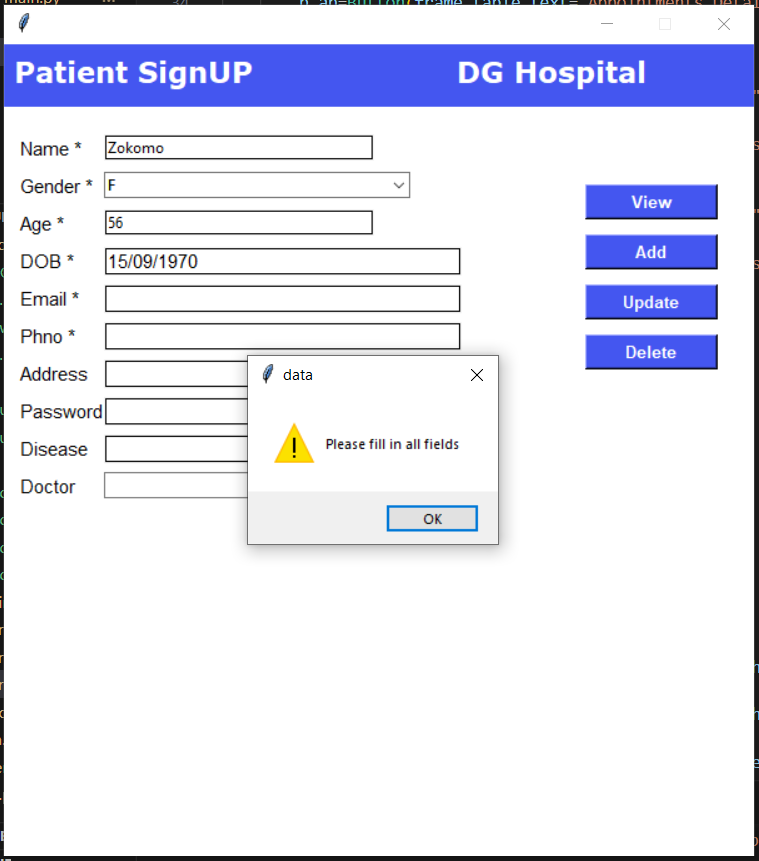 Patient SignUP DG Hospital
Name * Zokomo
Gender * F
Age * 56
DOB * 15/09/1970
Email *
Phno *
Address
Password
Disease
Doctor
View
Add
Update
Delete
data
Please fill in all fields
OK